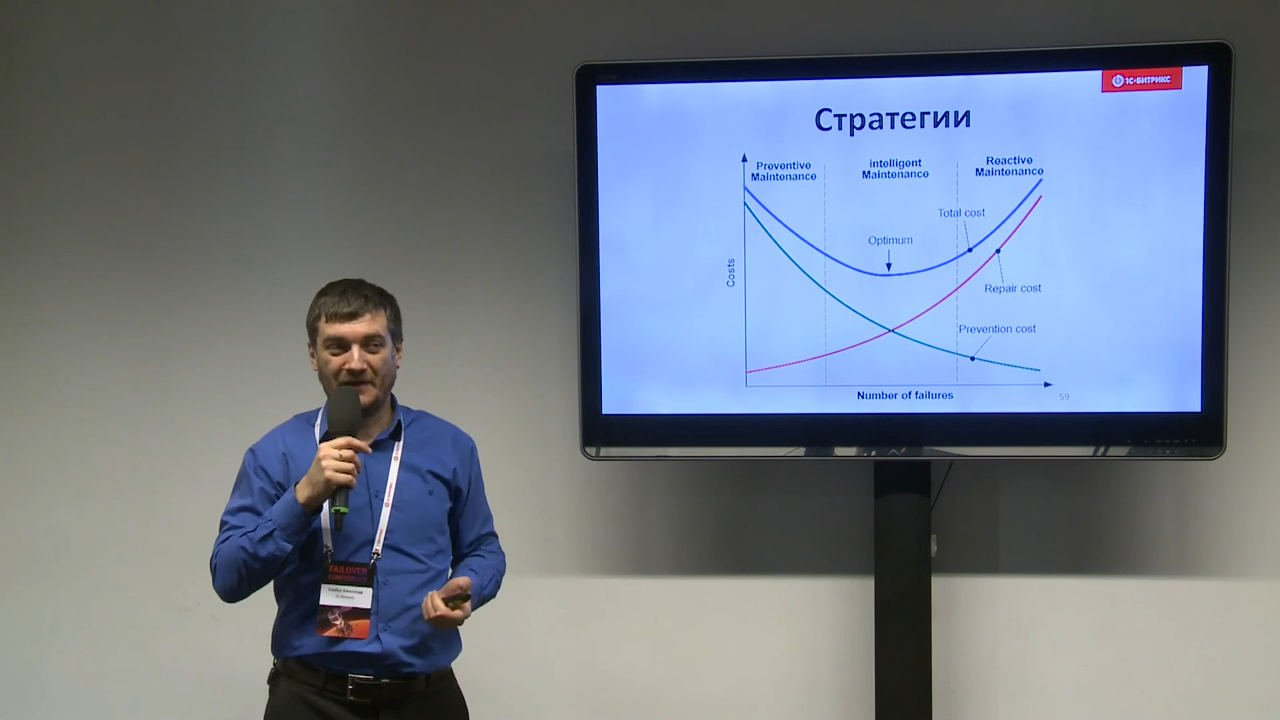 1С-БИТРИКС
Стратегии
Preventive
Maintenance
intelligent
Maintenance
Reactive
Maintenance
Total cost
Optimum
Costs
Repair cost
Prevention cost
Number of failures
59
FAILOVER
CONFERENCE